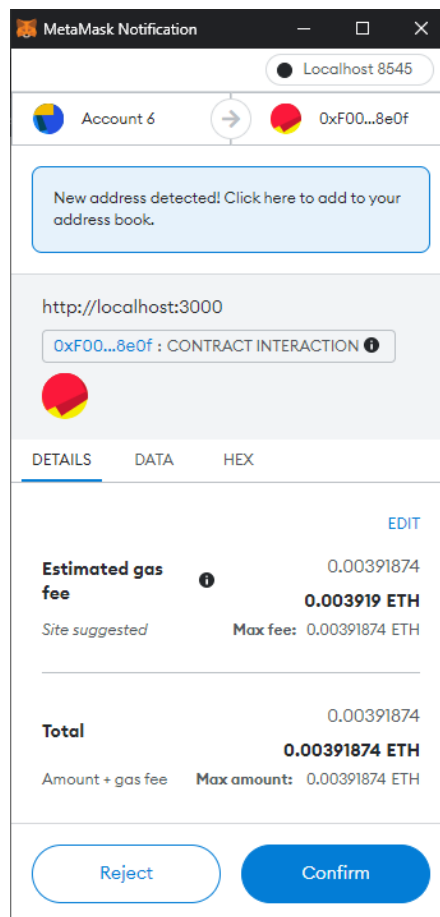 MetaMask Notification
Localhost 8545
Account 6
0xF00...8e0f
New address detected! Click here to add to your
address book.
http://localhost:3000
0xF00...8e0f : CONTRACT INTERACTION
DETAILS DATA HEX
EDIT
Estimated gas
fee
0.00391874
0.003919 ETH
Site suggested
Max fee: 0.00391874 ETH
Total
0.00391874
0.00391874 ETH
Amount + gas fee
Max amount: 0.00391874 ETH
Reject
Confirm